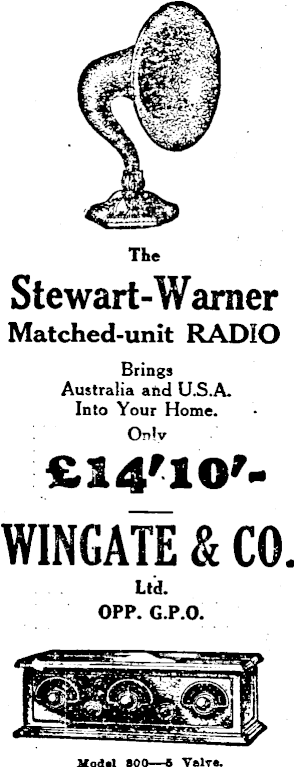 The
Stewart-Warner
Matched-unit RADIO
Brings
Australia and U.S.A.
Into Your Home.
Only
£14'10'-
WINGATE & CO.
Ltd.
OPP. G.P.O.
Model 300—5 Valve.